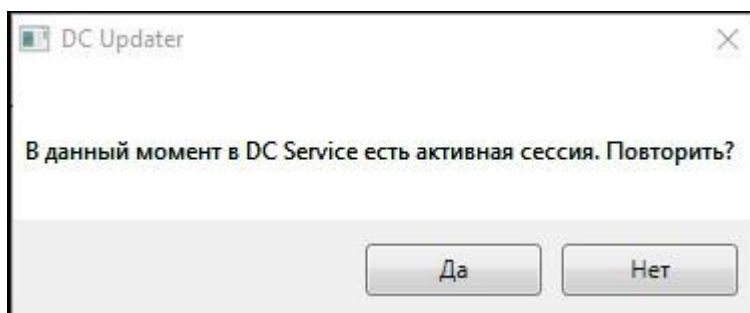 DC Updater
В данный момент в DC Service есть активная сессия. Повторить?
Да
Нет